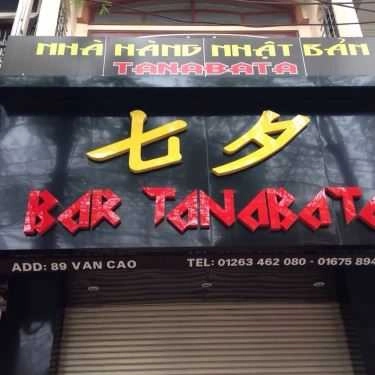 NHÀ HÀNG NHẬT BẢN
TANABATA
七夕
BAR TANABATA
ADD: 89 VAN CAO TEL: 01263 462 080 - 01675 894